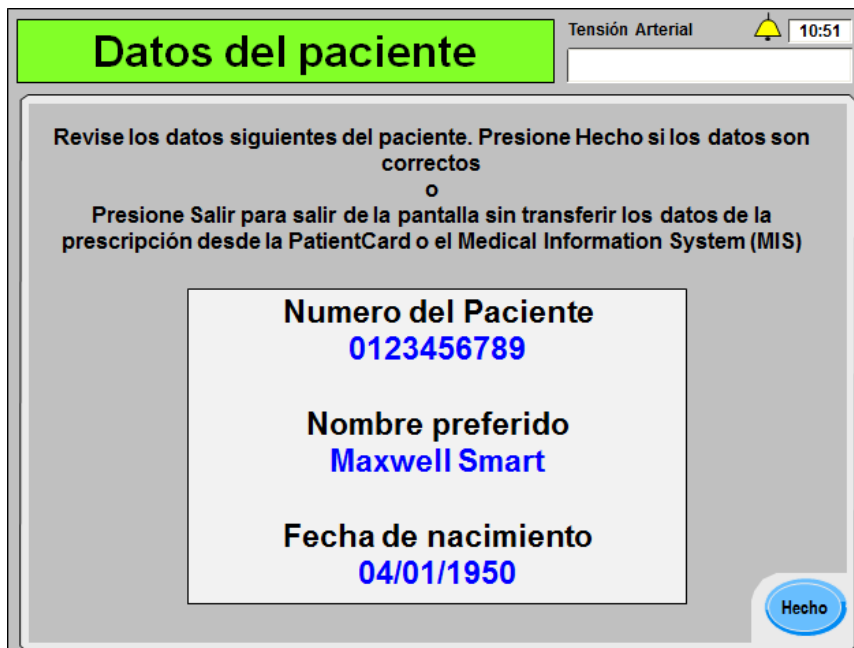 Datos del paciente
Tensión Arterial
10:51
Revise los datos siguientes del paciente. Presione Hecho si los datos son
correctos
o
Presione Salir para salir de la pantalla sin transferir los datos de la
prescripción desde la PatientCard o el Medical Information System (MIS)
Numero del Paciente
0123456789
Nombre preferido
Maxwell Smart
Fecha de nacimiento
04/01/1950
Hecho